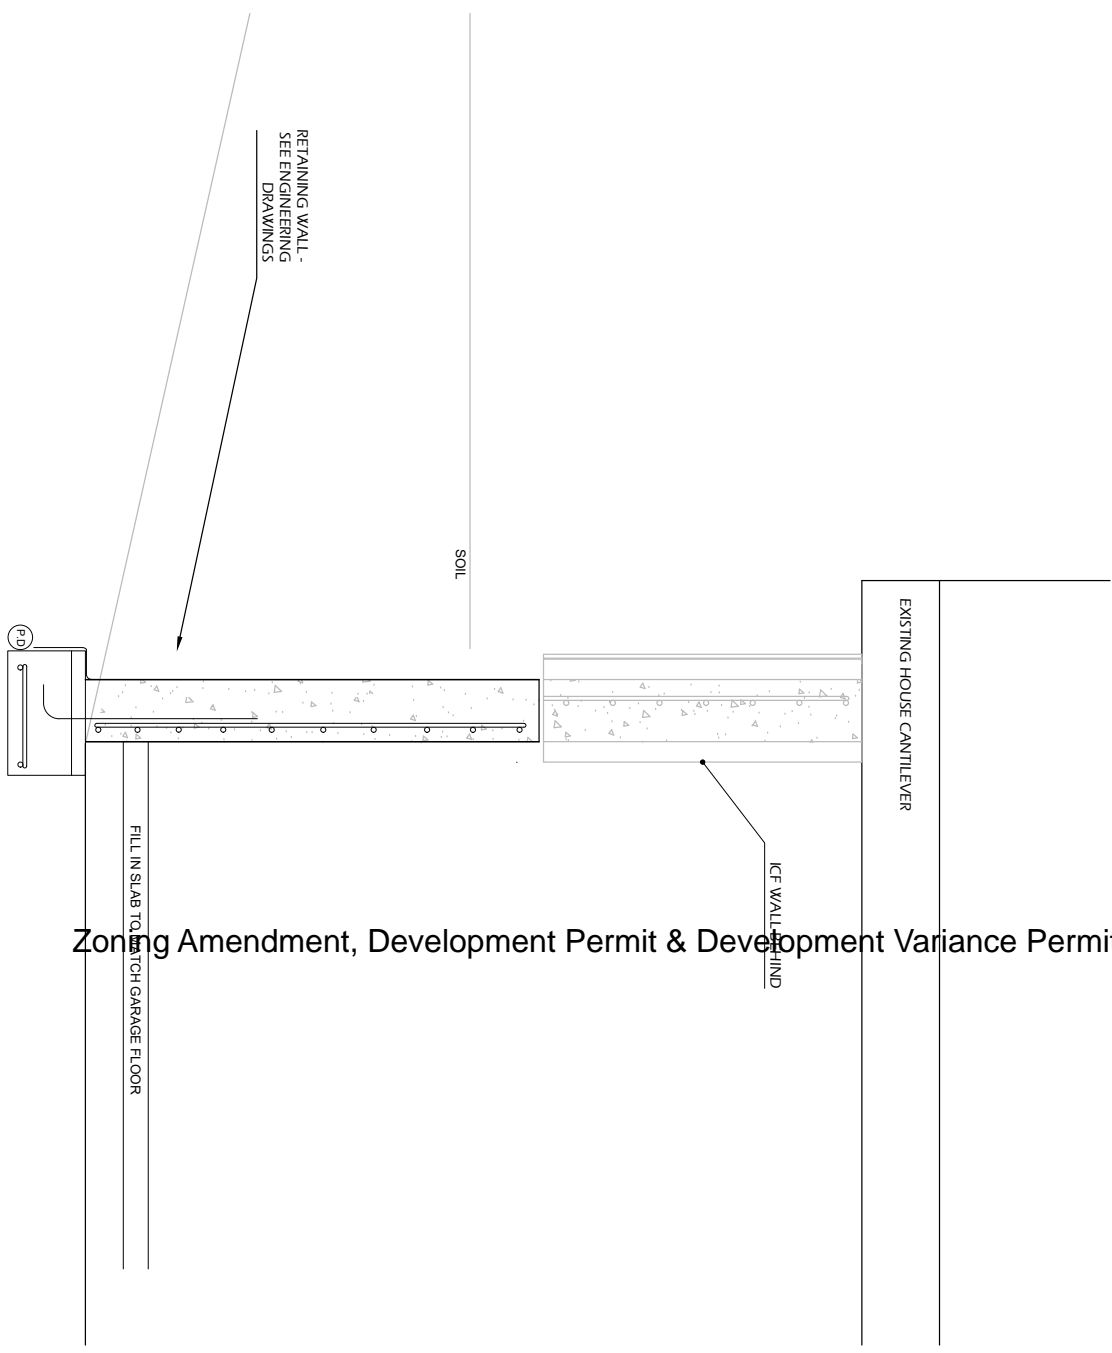 RETAINING WALL -
SEE ENGINEERING
DRAWINGS
SOIL
EXISTING HOUSE CANTILEVER
P.D
ICF WALL BEHIND
FILL IN SLAB TO MATCH GARAGE FLOOR
Zoning Amendment, Development Permit & Development Variance Permit